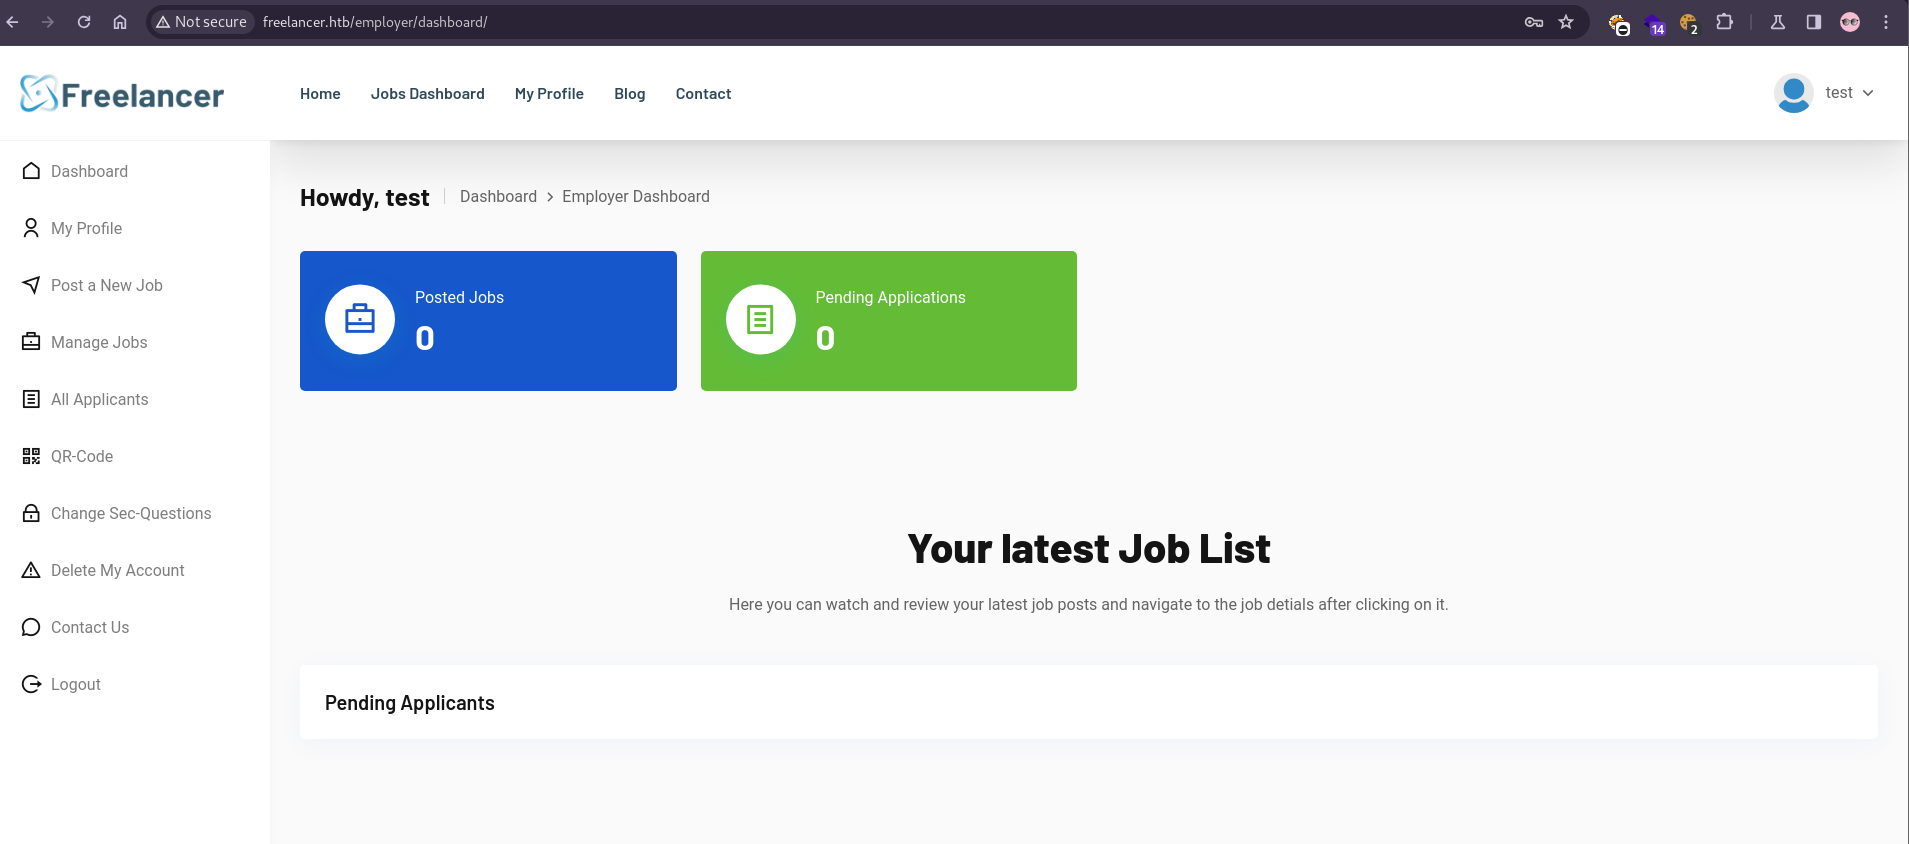 Not secure freelancer.htb/employer/dashboard/
14
2
Freelancer
Home Jobs Dashboard My Profile Blog Contact
test
Dashboard
My Profile
Post a New Job
Manage Jobs
All Applicants
QR-Code
Change Sec-Questions
Delete My Account
Contact Us
Logout
Howdy, test
Dashboard > Employer Dashboard
Posted Jobs
0
Pending Applications
0
Your latest Job List
Here you can watch and review your latest job posts and navigate to the job detials after clicking on it.
Pending Applicants